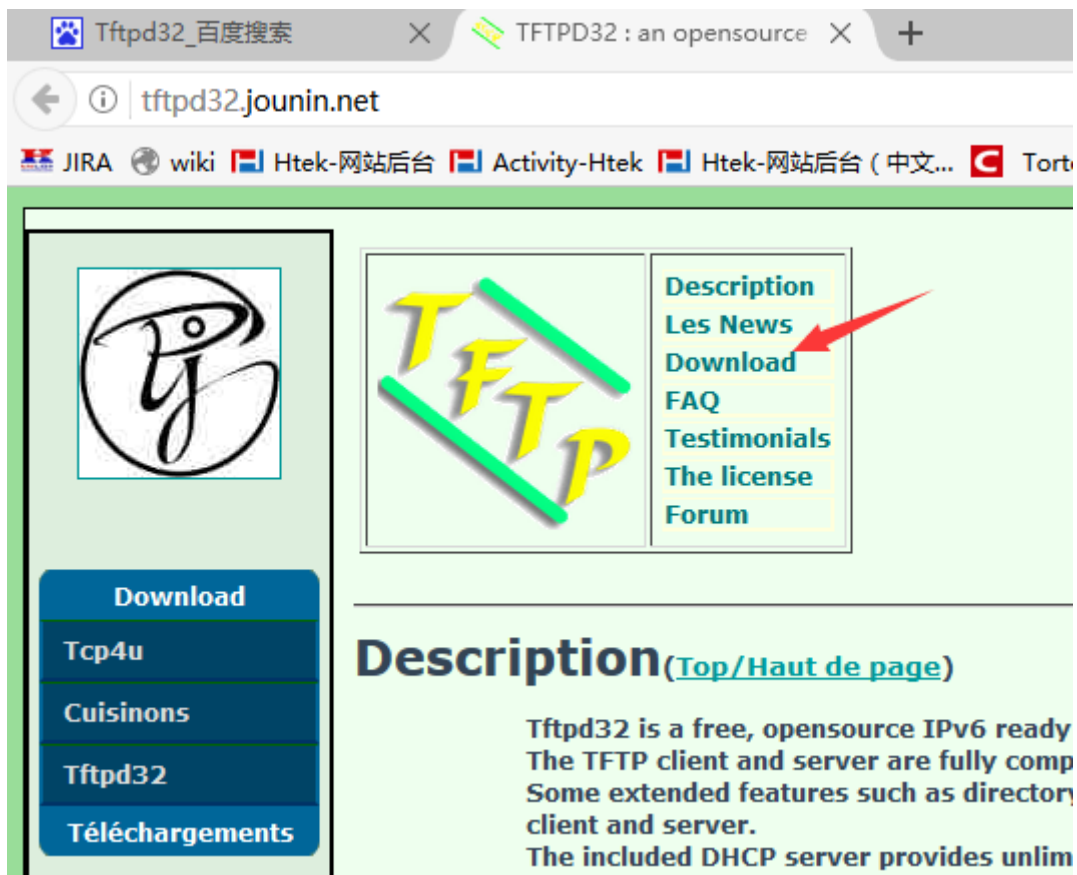 Tftpd32_百度搜索
TFTPD32 : an opensource
tftpd32.jounin.net
JIRA wiki Htek-网站后台 Activity-Htek Htek-网站后台 ( 中文... C
TFTP
Description
Les News
Download
FAQ
Testimonials
The license
Forum
Download
Tcp4u
Cuisinons
Tftpd32
Téléchargements
Description(Top/Haut de page)
Tftpd32 is a free, opensource IPv6 ready
The TFTP client and server are fully
Some extended features such as directory
client and server.
The included DHCP server provides